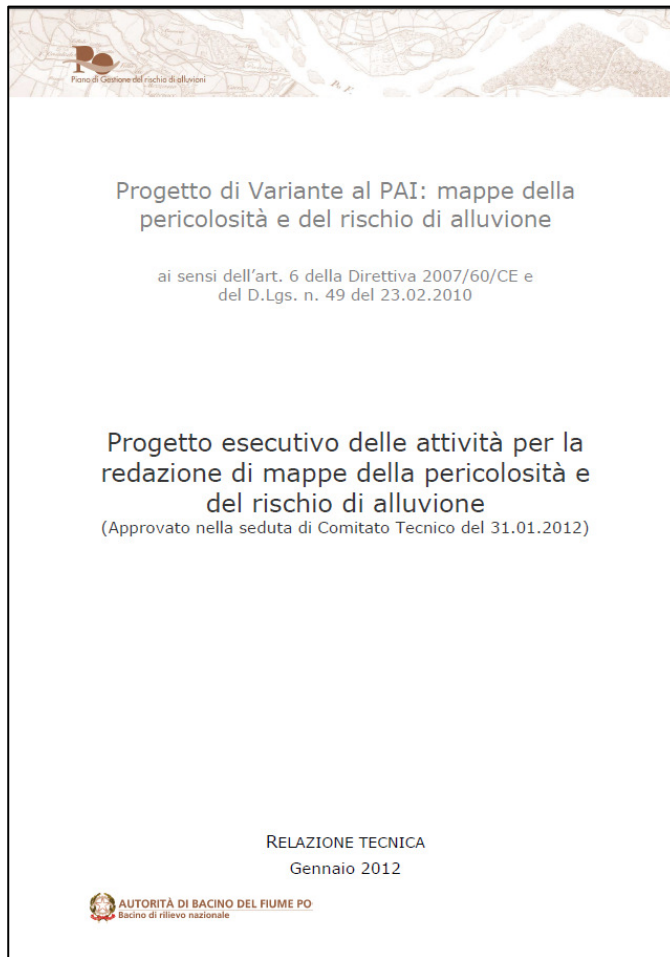 Po
Piano di Gestione del rischio di alluvioni
Po F.
Progetto di Variante al PAI: mappe della
pericolosità e del rischio di alluvione
ai sensi dell'art. 6 della Direttiva 2007/60/CE e
del D.Lgs. n. 49 del 23.02.2010
Progetto esecutivo delle attività per la
redazione di mappe della pericolosità e
del rischio di alluvione
(Approvato nella seduta di Comitato Tecnico del 31.01.2012)
RELAZIONE TECNICA
Gennaio 2012
AUTORITÀ DI BACINO DEL FIUME PO
Bacino di rilievo nazionale